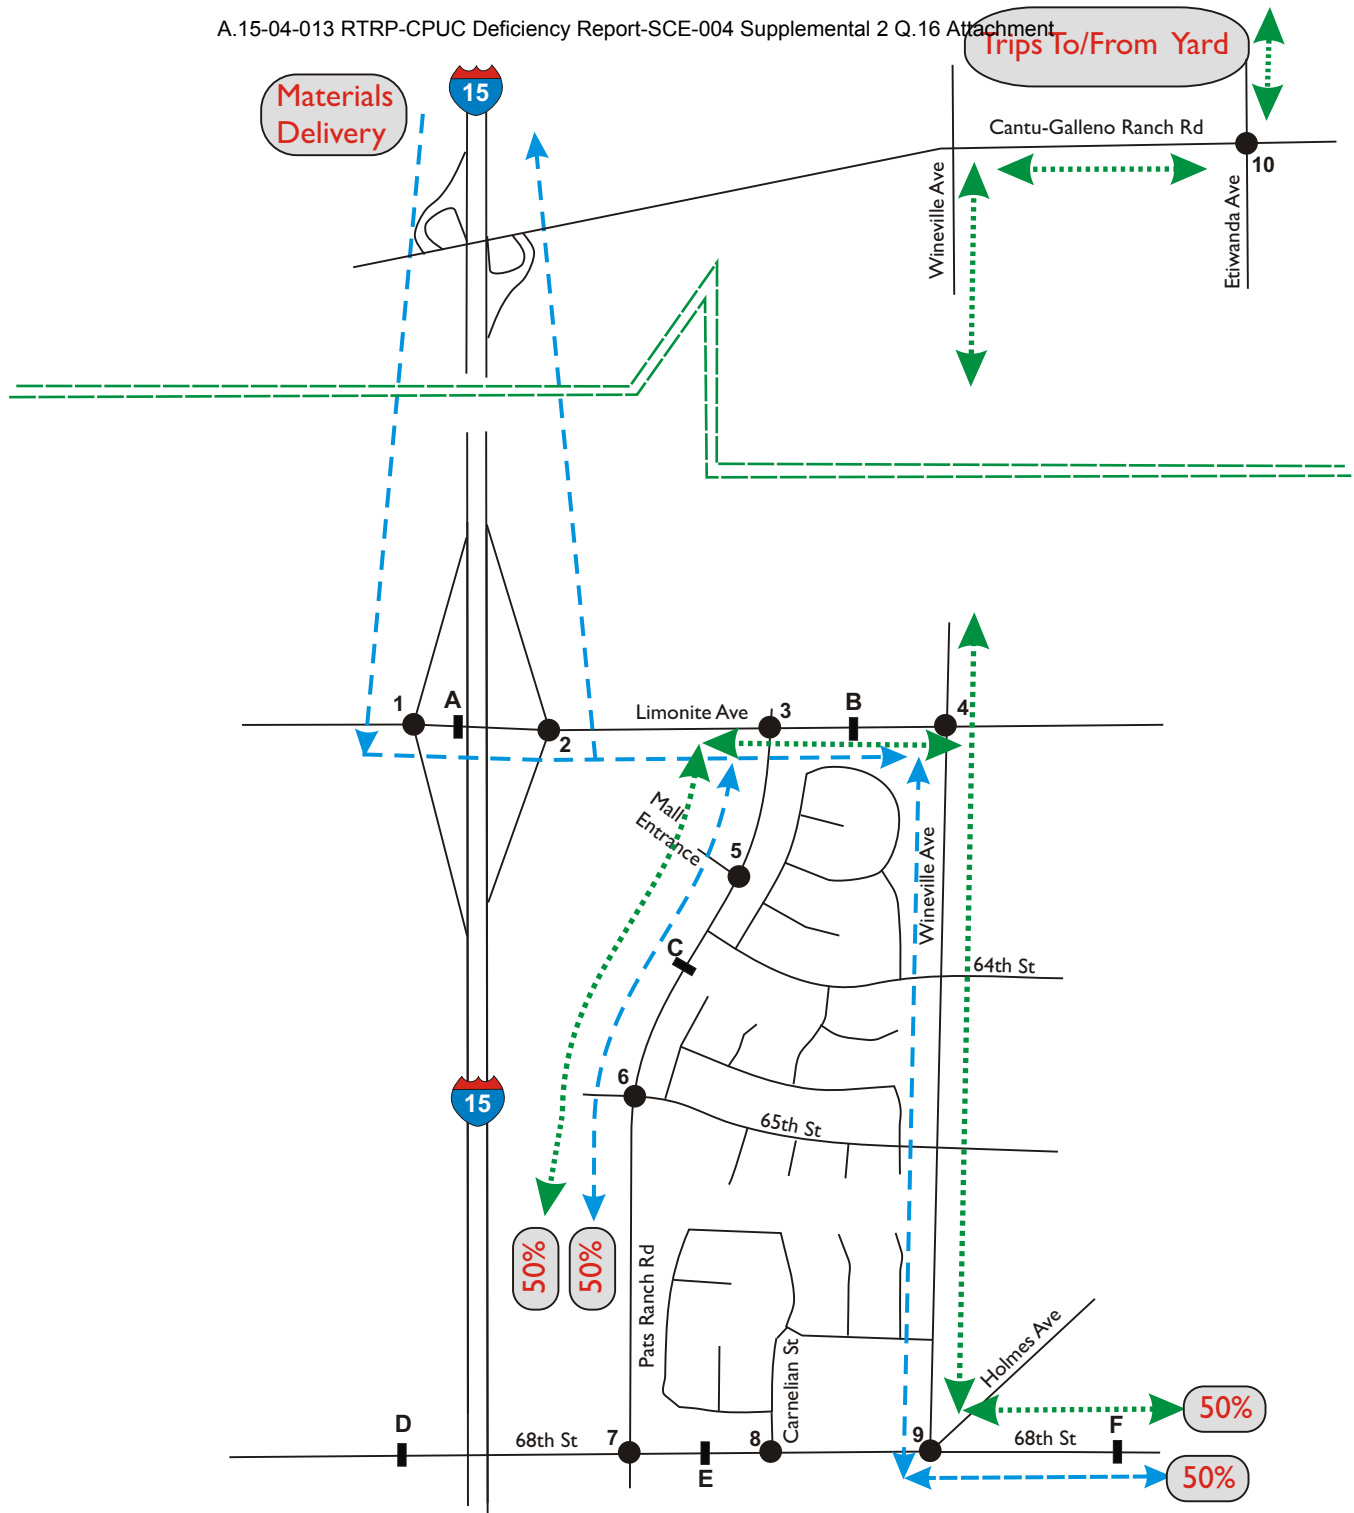 A.15-04-013 RTRP-CPUC Deficiency Report-SCE-004 Supplemental 2 Q.16 Attachment
Trips To/From Yard
Materials
Delivery
15
Cantu-Galleno Ranch Rd
10
Wineville Ave
Etiwanda Ave
1
A
2
Limonite Ave
3
B
4
Mall
Entrance
5
Wineville Ave
C
64th St
6
15
65th St
50%
50%
Pats Ranch Rd
Carnelian St
Holmes Ave
50%
D
68th St
7
E
8
9
68th St
F
50%